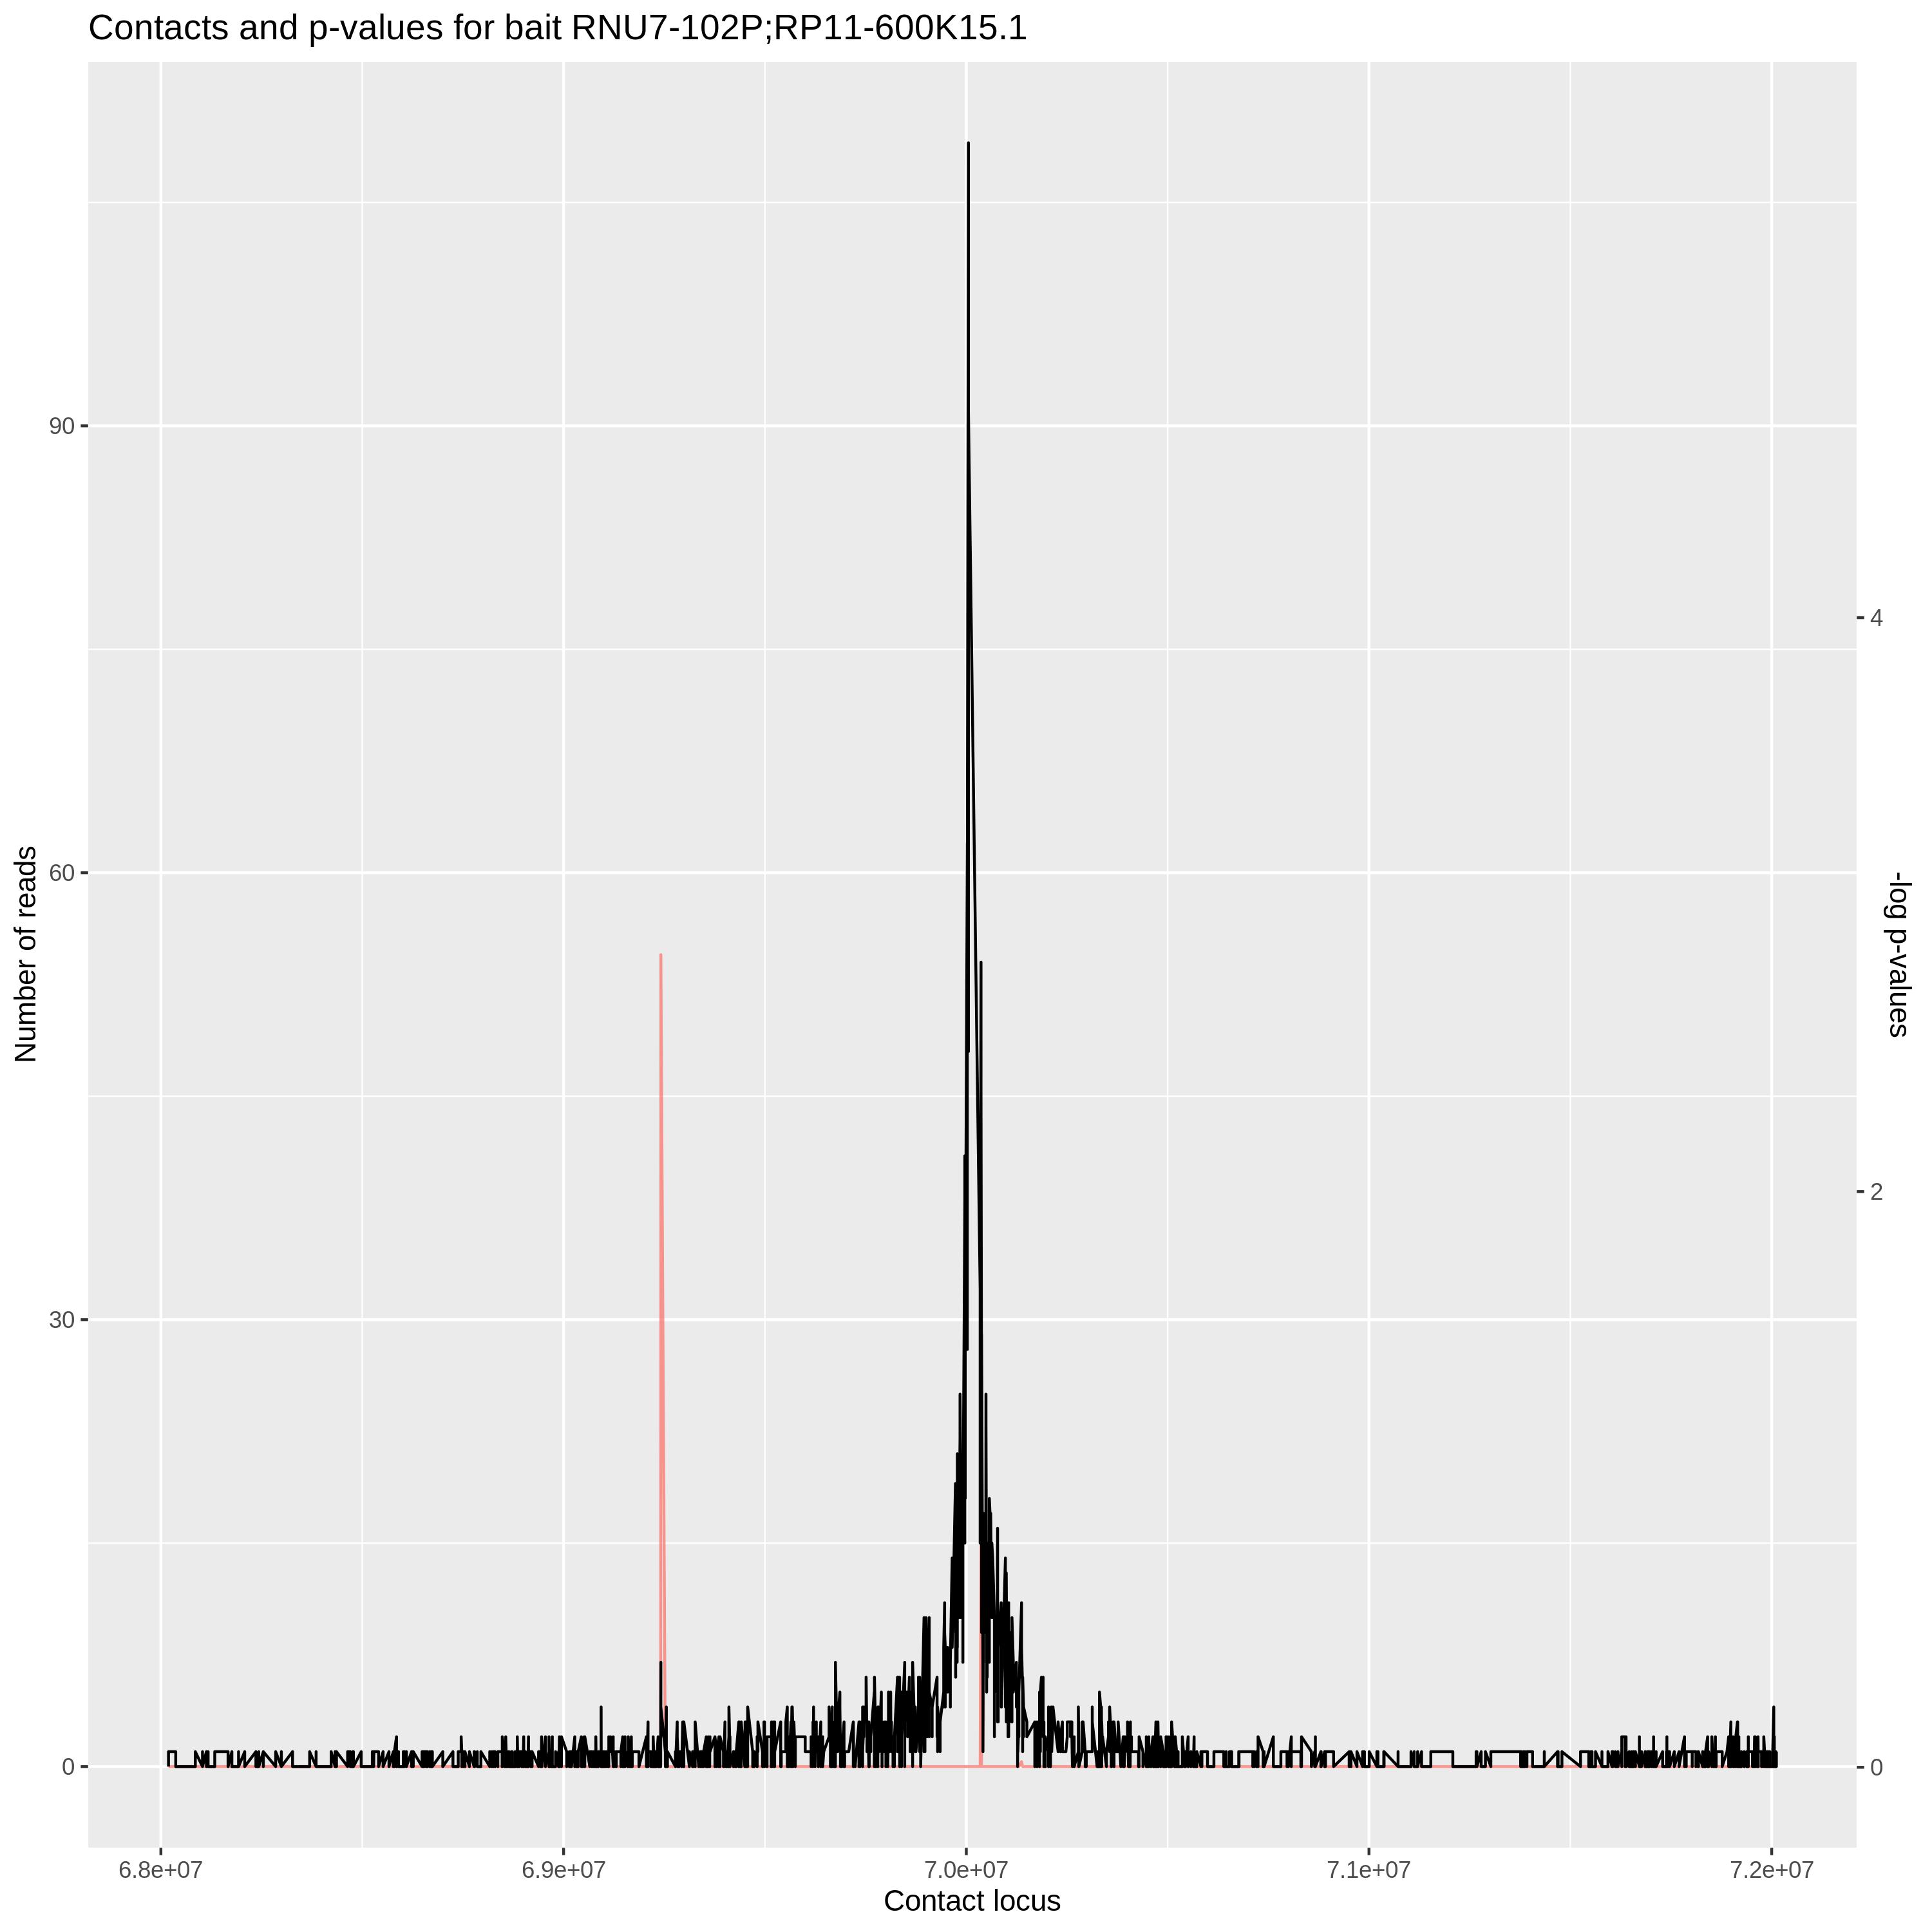 Contacts and p-values for bait RNU7-102P;RP11-600K15.1
90
60
30
0
Number of reads
4
2
0
-log p-values
6.8e+07 6.9e+07 7.0e+07 7.1e+07 7.2e+07
Contact locus